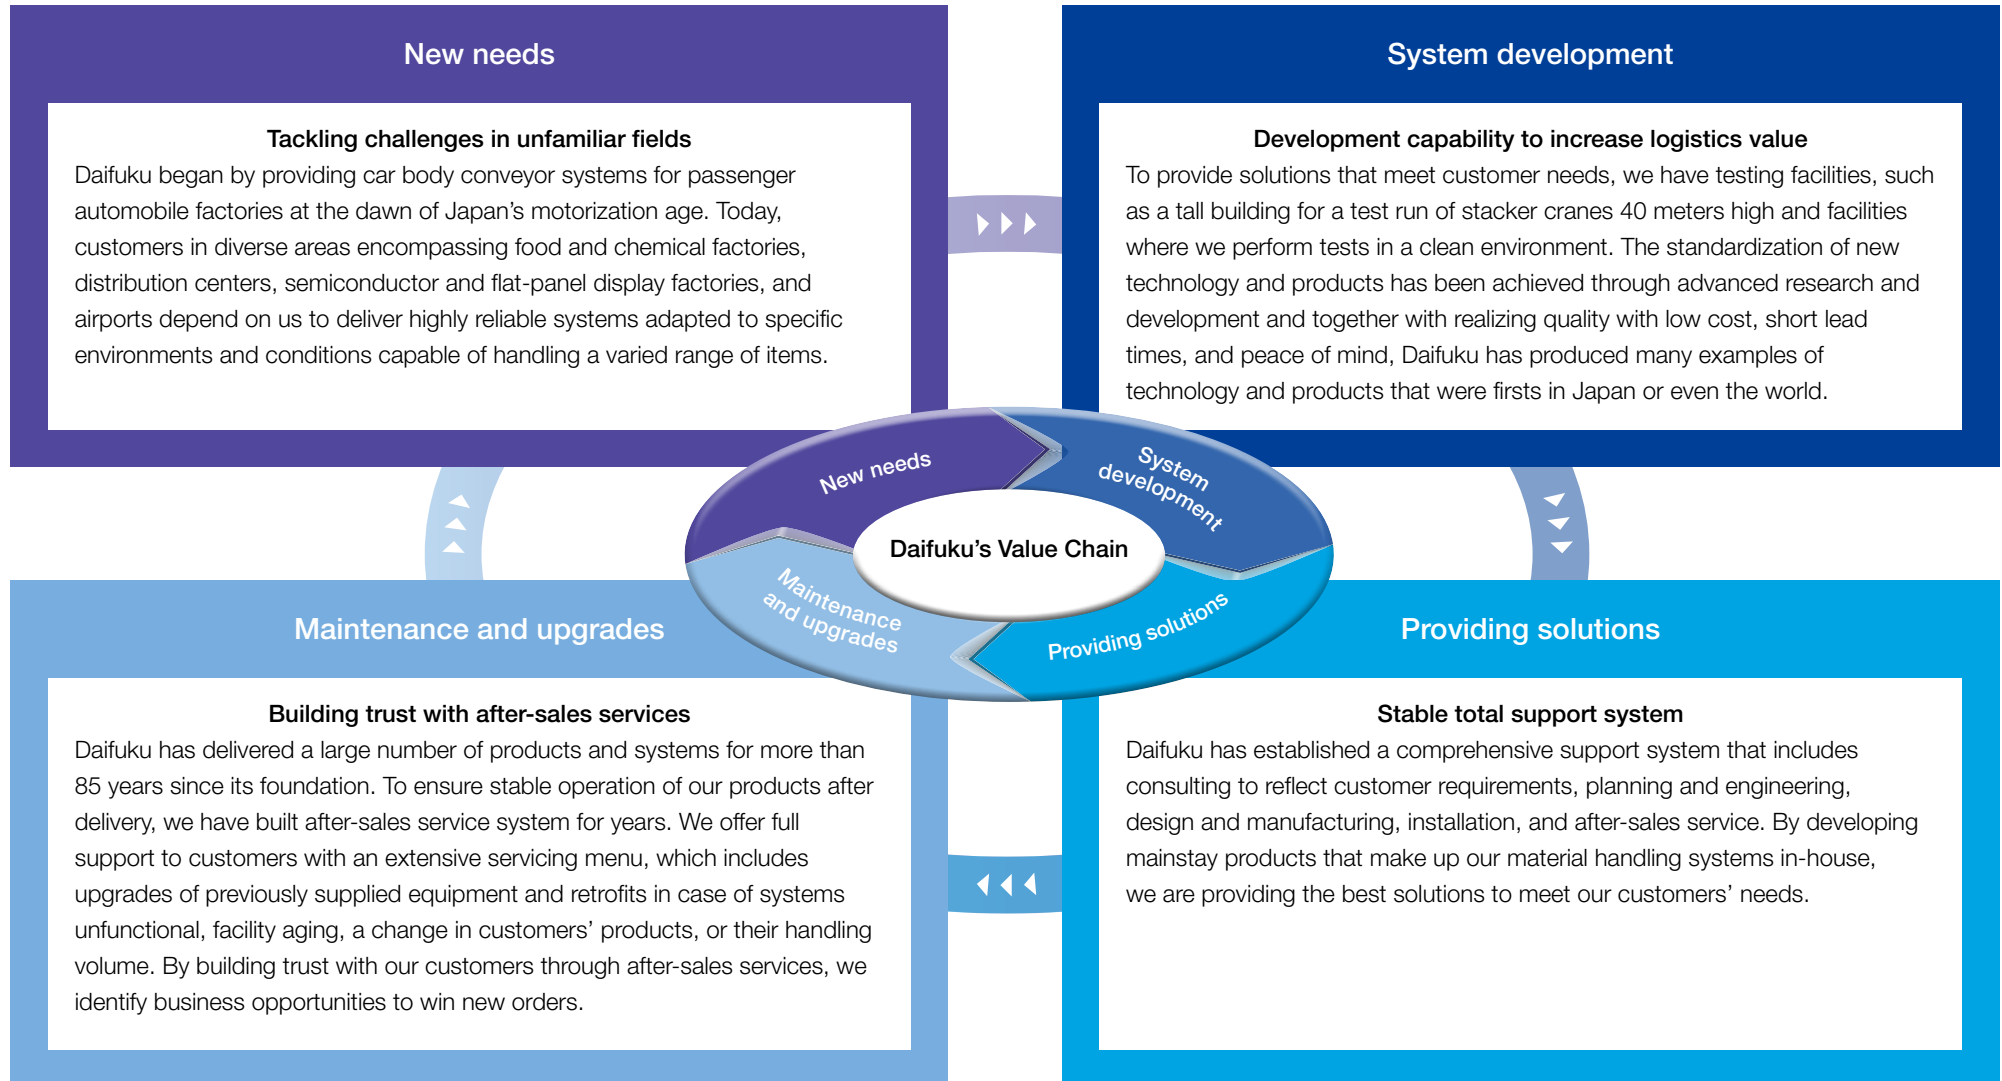 New needs
Tackling challenges in unfamiliar fields
Daifuku began by providing car body conveyor systems for passenger
automobile factories at the dawn of Japan’s motorization age. Today,
customers in diverse areas encompassing food and chemical factories,
distribution centers, semiconductor and flat-panel display factories, and
airports depend on us to deliver highly reliable systems adapted to specific
environments and conditions capable of handling a varied range of items.
System development
Development capability to increase logistics value
To provide solutions that meet customer needs, we have testing facilities, such
as a tall building for a test run of stacker cranes 40 meters high and facilities
where we perform tests in a clean environment. The standardization of new
technology and products has been achieved through advanced research and
development and together with realizing quality with low cost, short lead
times, and peace of mind, Daifuku has produced many examples of
technology and products that were firsts in Japan or even the world.
New needs
System
development
Daifuku’s Value Chain
Maintenance
and upgrades
Providing solutions
Maintenance and upgrades
Building trust with after-sales services
Daifuku has delivered a large number of products and systems for more than
85 years since its foundation. To ensure stable operation of our products after
delivery, we have built after-sales service system for years. We offer full
support to customers with an extensive servicing menu, which includes
upgrades of previously supplied equipment and retrofits in case of systems
unfunctional, facility aging, a change in customers’ products, or their handling
volume. By building trust with our customers through after-sales services, we
identify business opportunities to win new orders.
Providing solutions
Stable total support system
Daifuku has established a comprehensive support system that includes
consulting to reflect customer requirements, planning and engineering,
design and manufacturing, installation, and after-sales service. By developing
mainstay products that make up our material handling systems in-house,
we are providing the best solutions to meet our customers’ needs.